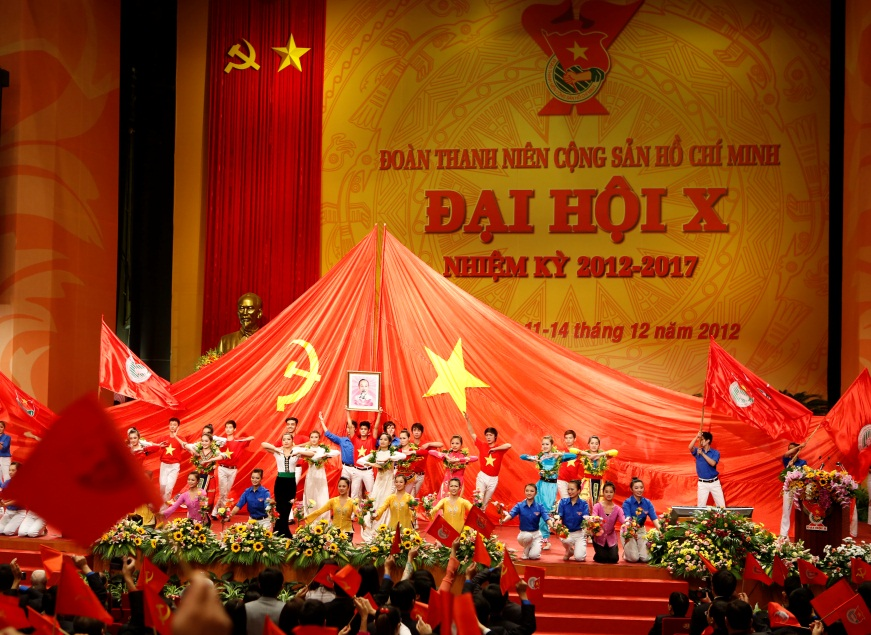 ĐOÀN THANH NIÊN CỘNG SẢN HỒ CHÍ MINH
ĐẠI HỘI X
NHIỆM KỲ 2012-2017
11-14 tháng 12 năm 2012